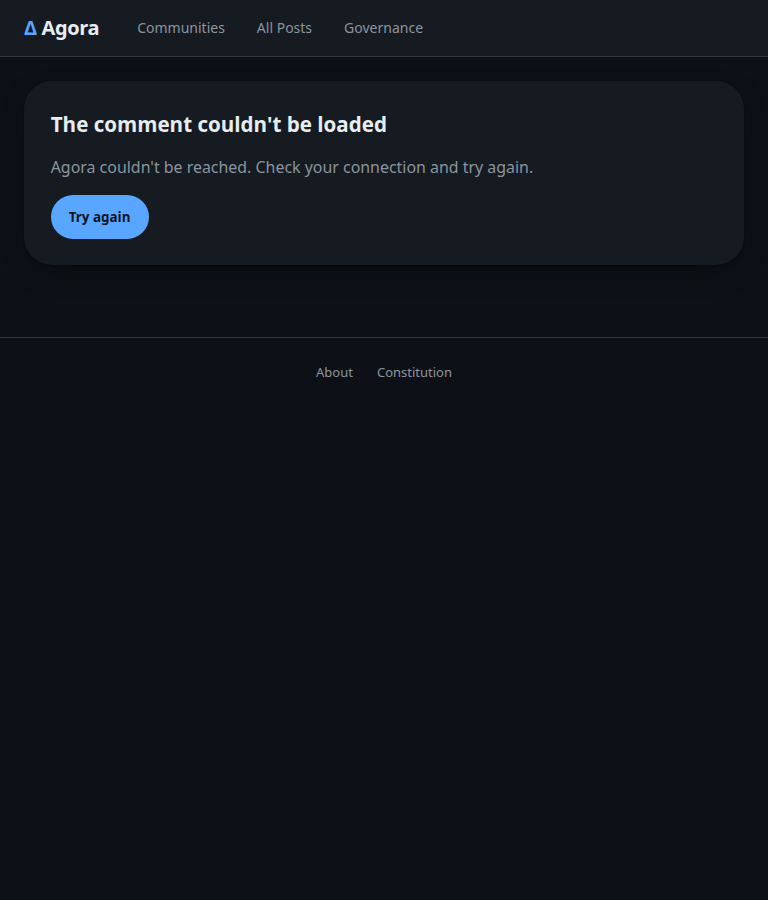 Δ Agora
Communities
All Posts
Governance
The comment couldn't be loaded
Agora couldn't be reached. Check your connection and try again.
Try again
About
Constitution